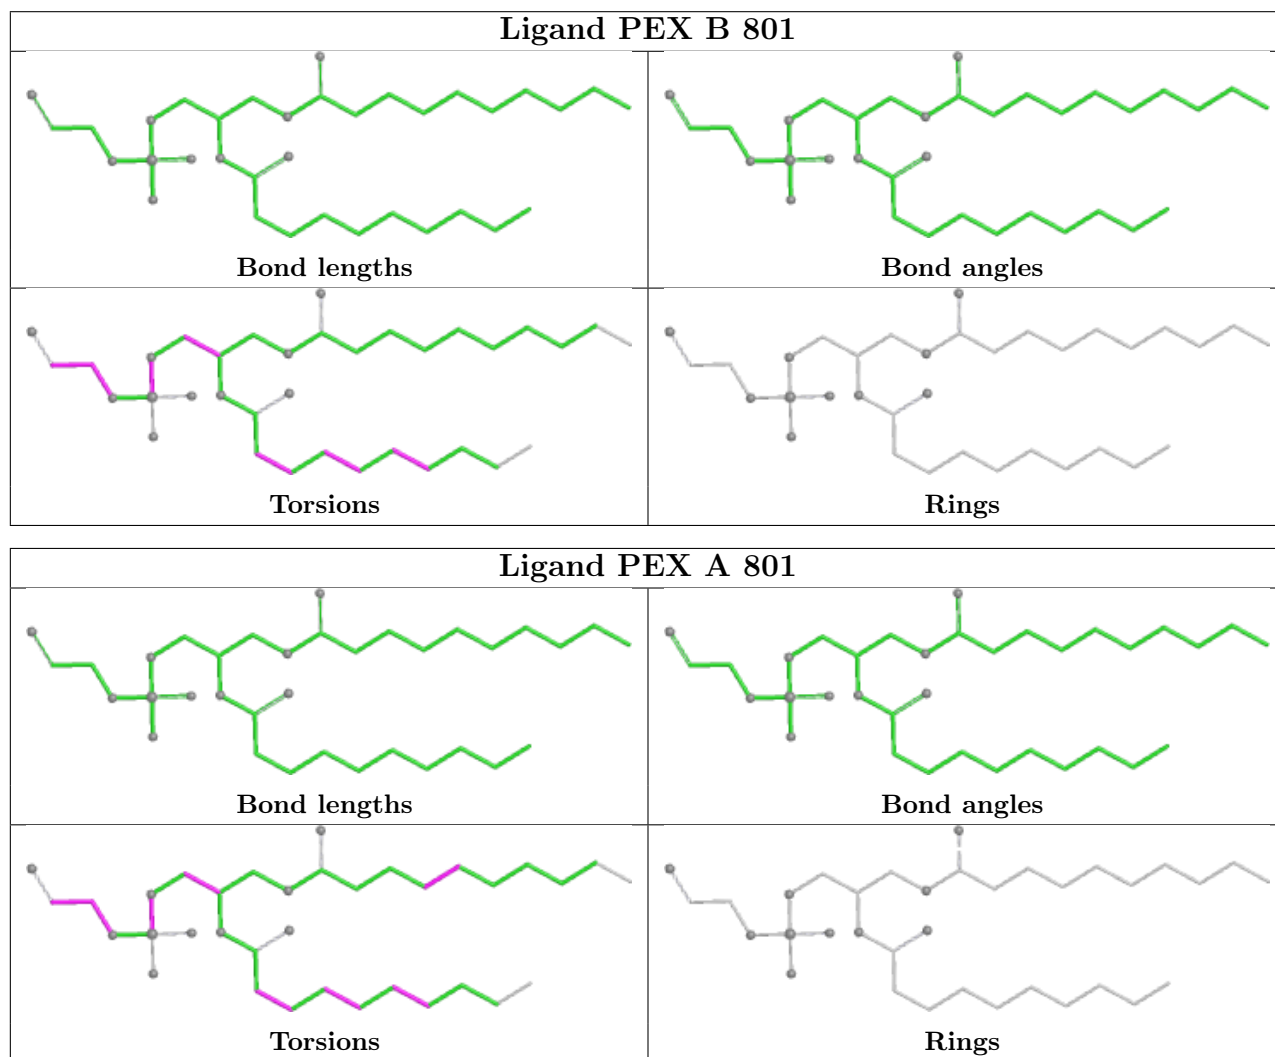 Ligand PEX B 801
Bond lengths
Bond angles
Torsions
Rings
Ligand PEX A 801
Bond lengths
Bond angles
Torsions
Rings